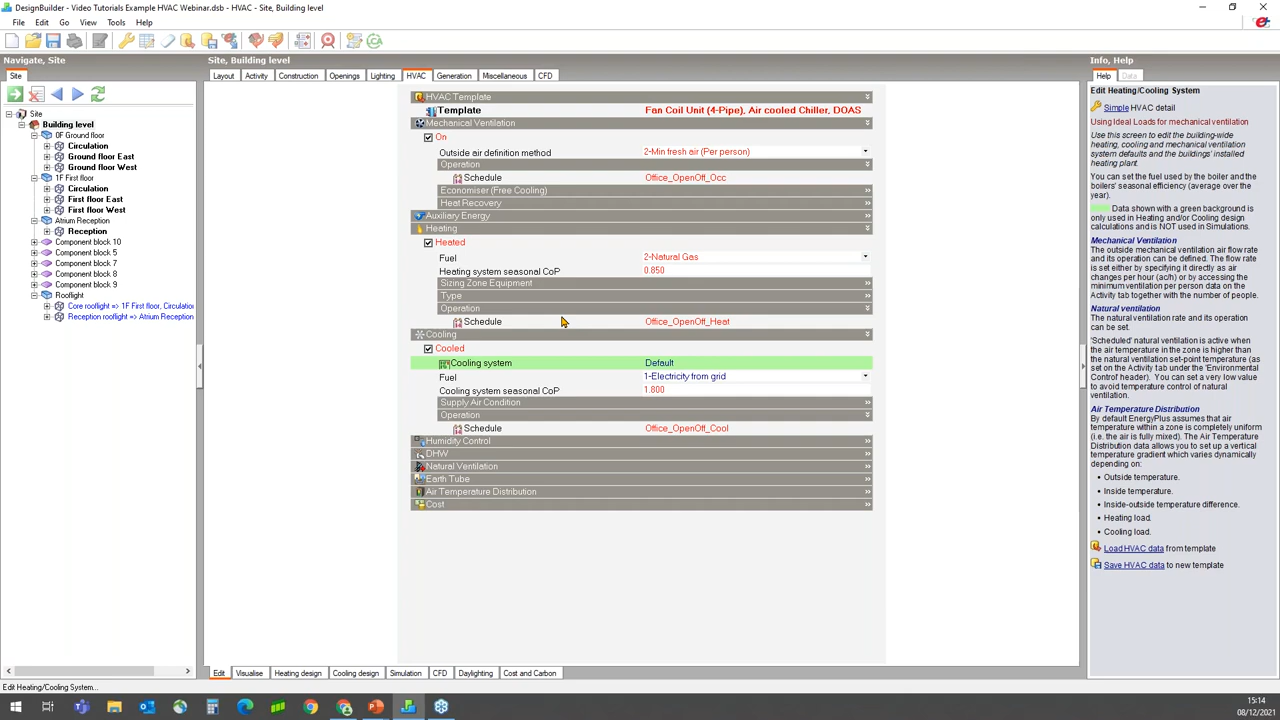 DesignBuilder - Video Tutorials Example HVAC Webinar.dsb - HVAC - Site, Building level
File Edit Go View Tools Help
Navigate, Site
Site
Site
Building level
0F Ground floor
Circulation
Ground floor East
Ground floor West
1F First floor
Circulation
First floor East
First floor West
Atrium Reception
Reception
Component block 10
Component block 5
Component block 7
Component block 8
Component block 9
Rooflight
Core rooflight => 1F First floor, Circulation
Reception rooflight => Atrium Reception
Site, Building level
Layout Activity Construction Openings Lighting HVAC Generation Miscellaneous CFD
HVAC Template
Template Fan Coil Unit (4-Pipe), Air cooled Chiller, DOAS
Mechanical Ventilation
On
Outside air definition method 2-Min fresh air (Per person)
Operation
Schedule Office_OpenOff_Occ
Economiser (Free Cooling)
Heat Recovery
Auxiliary Energy
Heating
Heated
Fuel 2-Natural Gas
Heating system seasonal CoP 0.850
Sizing Zone Equipment
Type
Operation
Schedule Office_OpenOff_Heat
Cooling
Cooled
Cooling system Default
Fuel 1-Electricity from grid
Cooling system seasonal CoP 1.800
Supply Air Condition
Operation
Schedule Office_OpenOff_Cool
Humidity Control
DHW
Natural Ventilation
Earth Tube
Air Temperature Distribution
Cost
Edit Visualise Heating design Cooling design Simulation CFD Daylighting Cost and Carbon
Info, Help
Help Data
Edit Heating/Cooling System
Simple HVAC detail
Using Ideal Loads for mechanical ventilation
Use this screen to edit the building-wide
heating, cooling and mechanical ventilation
system defaults and the buildings' installed
heating plant.
You can set the fuel used by the boiler and the
boilers' seasonal efficiency (average over the
year).
Data shown with a green background is
only used in Heating and/or Cooling design
calculations and is NOT used in Simulations.
Mechanical Ventilation
The outside mechanical ventilation air flow rate
and its operation can be defined. The flow rate
is set either by specifying it directly as air
changes per hour (ac/h) or by accessing the
minimum ventilation per person data on the
Activity tab together with the number of people.
Natural ventilation
The natural ventilation rate and its operation
can be set.
'Scheduled' natural ventilation is active when
the air temperature in the zone is higher than
the natural ventilation set-point temperature (as
set on the Activity tab under the 'Environmental
Control' header). You can set a very low value
to avoid temperature control of natural
ventilation.
Air Temperature Distribution
By default EnergyPlus assumes that air
temperature within a zone is completely uniform
(i.e. the air is fully mixed). The Air Temperature
Distribution data allows you to set up a vertical
temperature gradient which varies dynamically
depending on:
• Outside temperature.
• Inside temperature.
• Inside-outside temperature difference.
• Heating load.
• Cooling load.
Load HVAC data from template
Save HVAC data to new template
Edit Heating/Cooling System...
15:14
08/12/2021